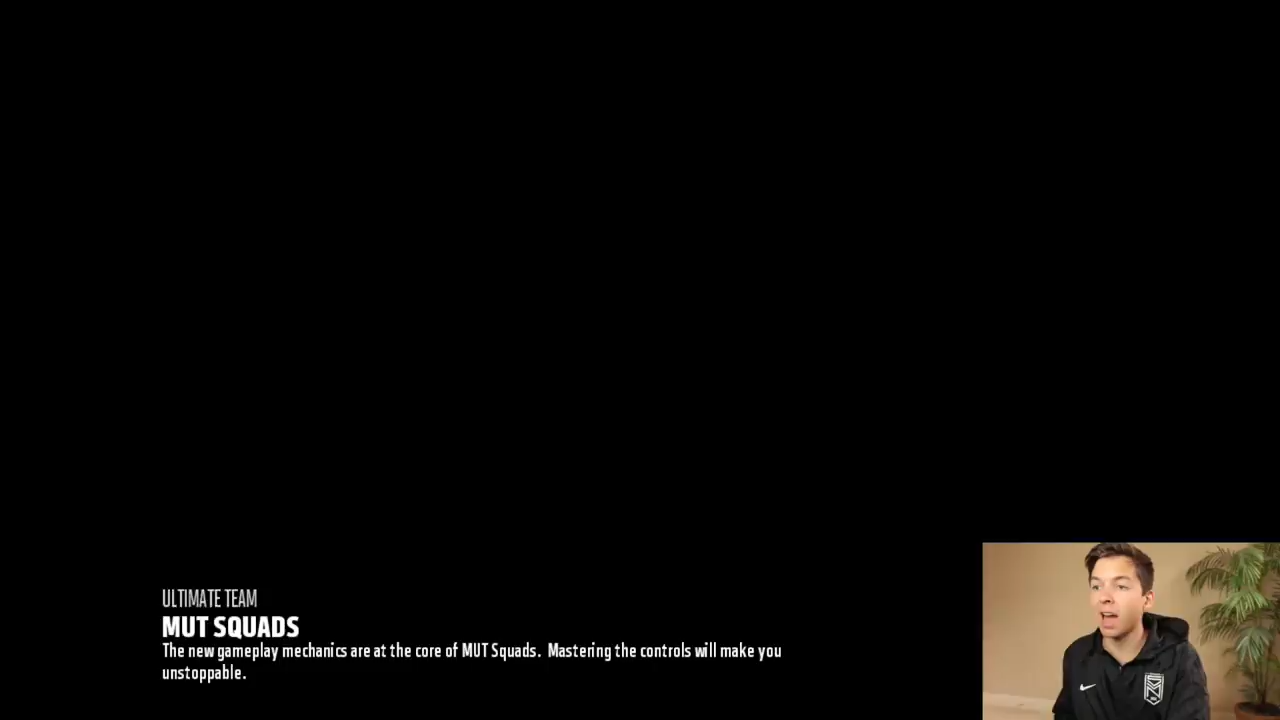 ULTIMATE TEAM
MUT SQUADS
The new gameplay mechanics are at the core of MUT Squads.  Mastering the controls will make you
unstoppable.